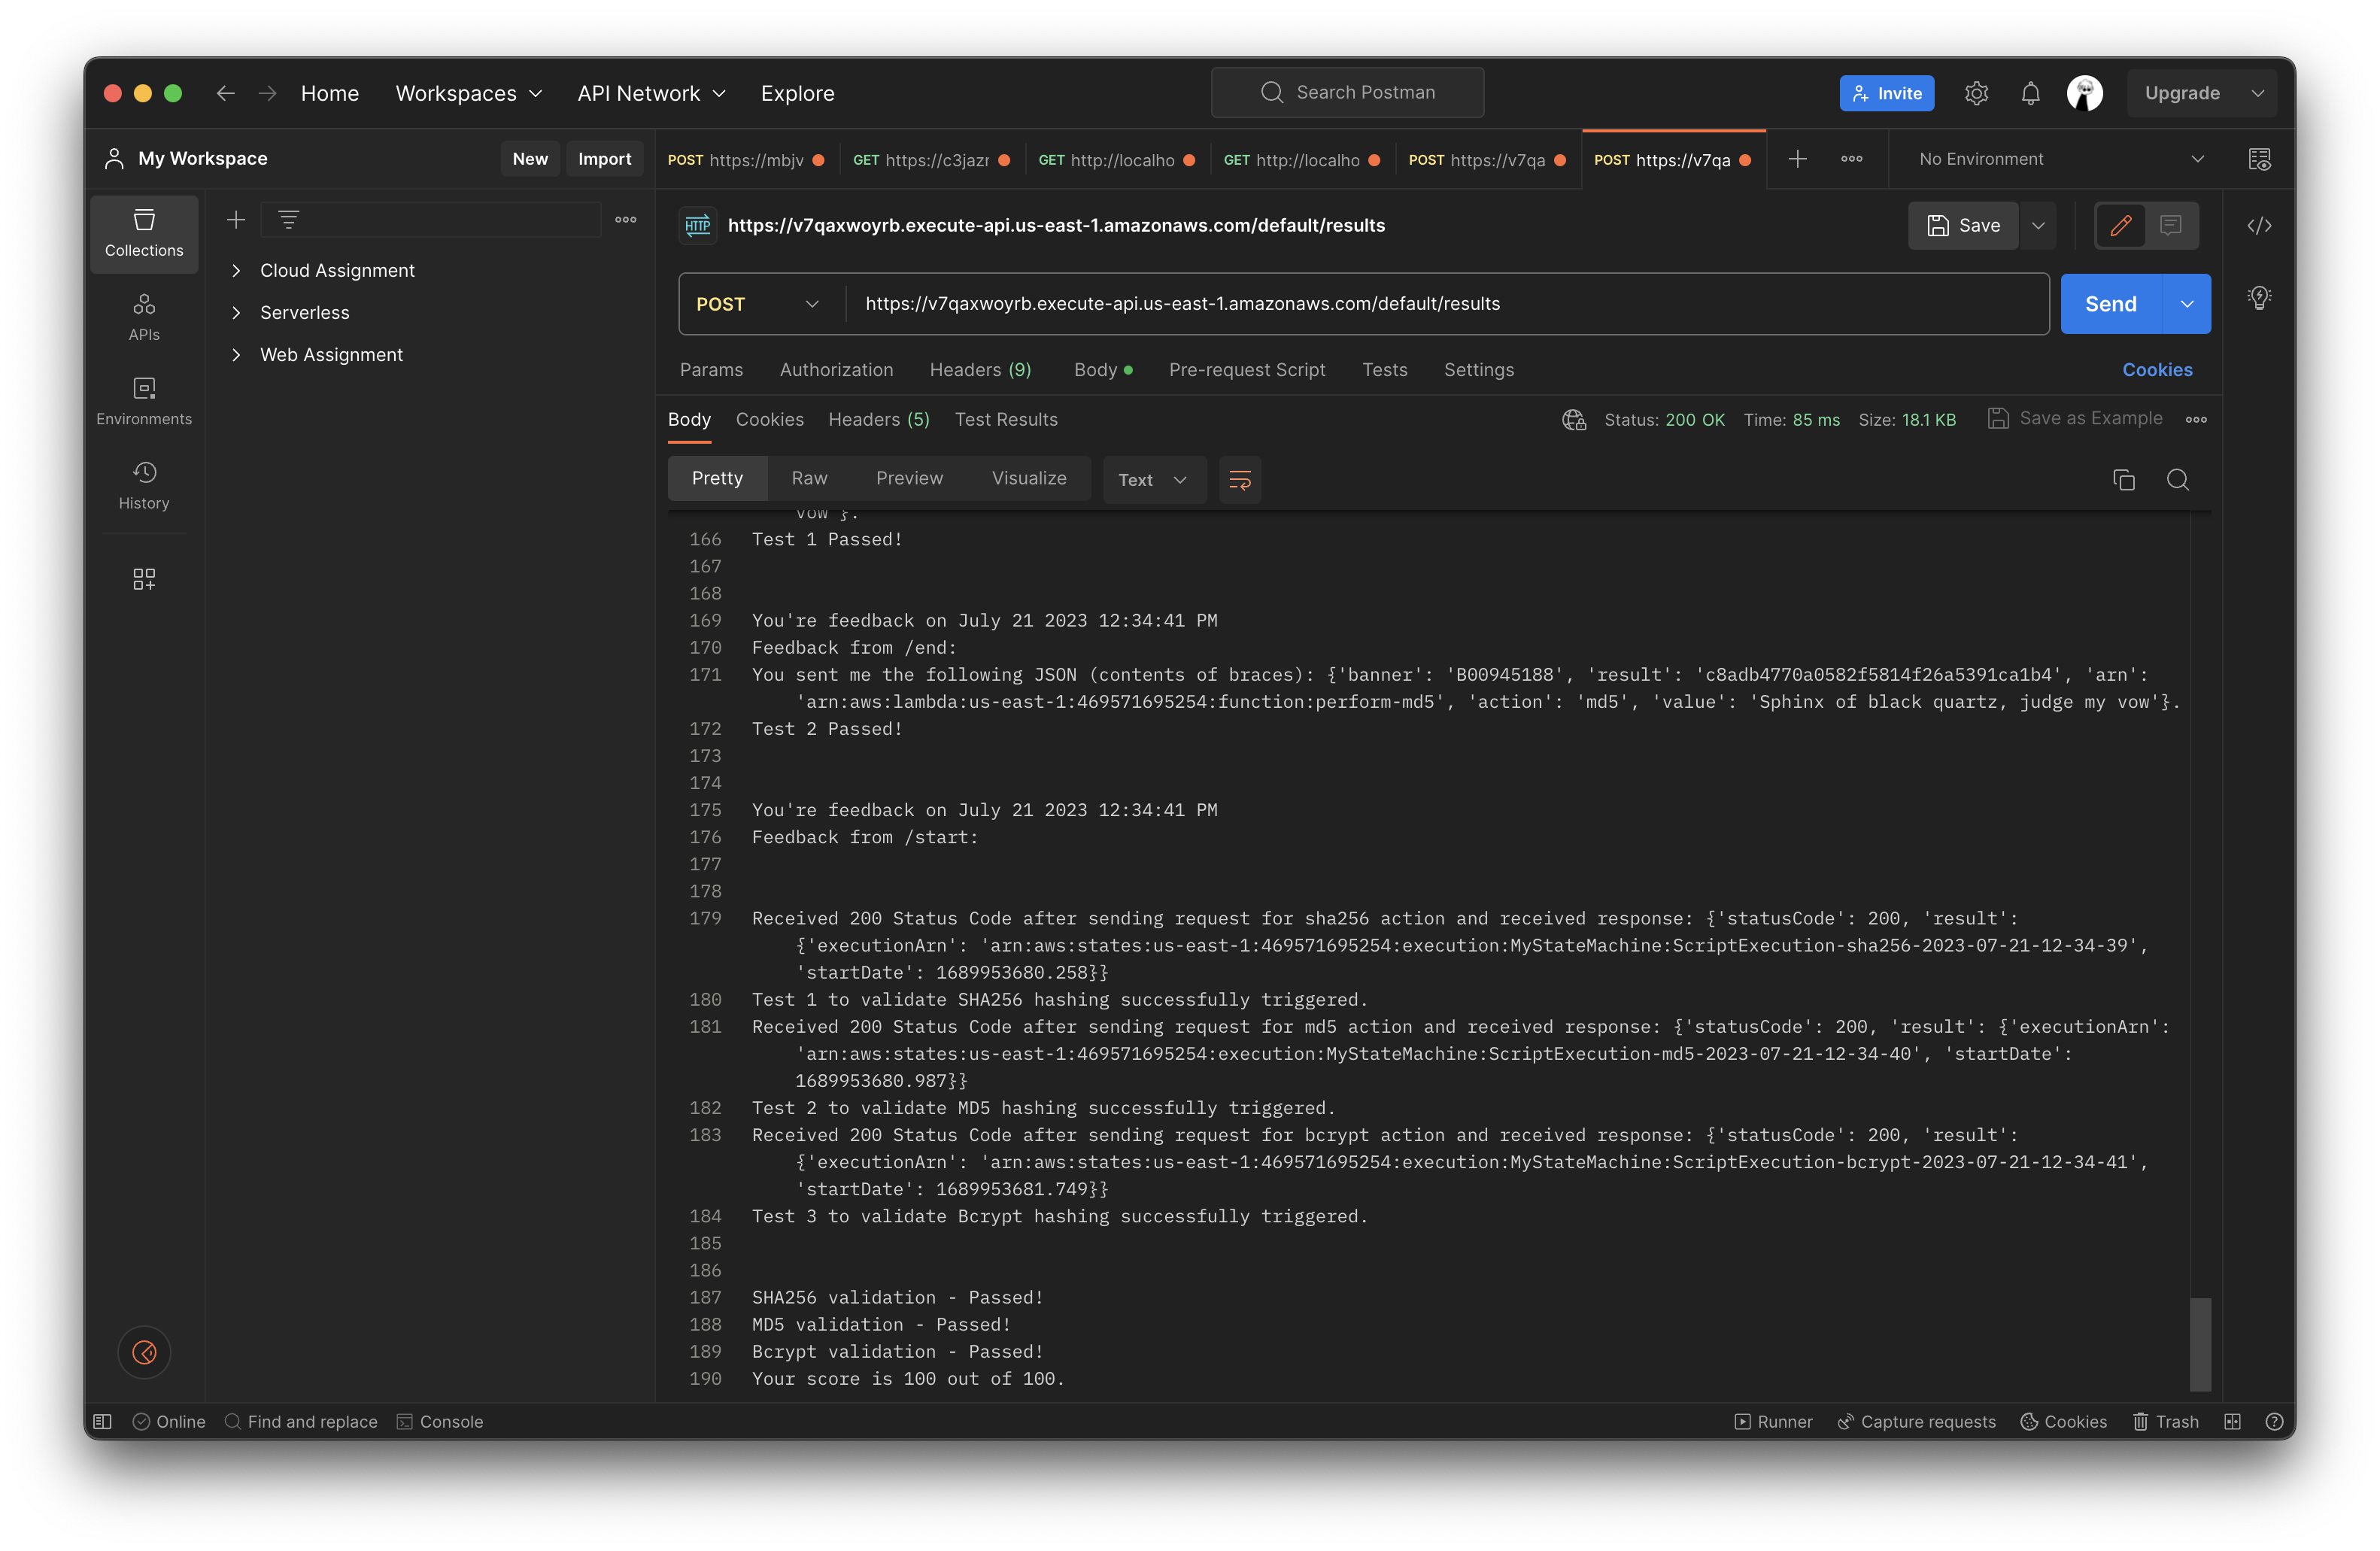 Home
Workspaces
API Network
Explore
Search Postman
Invite
Upgrade
My Workspace
New
Import
POST https://mbjv
GET https://c3jazr
GET http://localho
GET http://localho
POST https://v7qa
POST https://v7qa
No Environment
Collections
APIs
Environments
History
Cloud Assignment
Serverless
Web Assignment
HTTP
https://v7qaxwoyrb.execute-api.us-east-1.amazonaws.com/default/results
Save
POST
https://v7qaxwoyrb.execute-api.us-east-1.amazonaws.com/default/results
Send
Params
Authorization
Headers (9)
Body
Pre-request Script
Tests
Settings
Cookies
Body
Cookies
Headers (5)
Test Results
Status: 200 OK
Time: 85 ms
Size: 18.1 KB
Save as Example
Pretty
Raw
Preview
Visualize
Text
vow'}.
166 Test 1 Passed!
167
168
169 You're feedback on July 21 2023 12:34:41 PM
170 Feedback from /end:
171 You sent me the following JSON (contents of braces): {'banner': 'B00945188', 'result': 'c8adb4770a0582f5814f26a5391ca1b4', 'arn':
'arn:aws:lambda:us-east-1:469571695254:function:perform-md5', 'action': 'md5', 'value': 'Sphinx of black quartz, judge my vow'}.
172 Test 2 Passed!
173
174
175 You're feedback on July 21 2023 12:34:41 PM
176 Feedback from /start:
177
178
179 Received 200 Status Code after sending request for sha256 action and received response: {'statusCode': 200, 'result':
{'executionArn': 'arn:aws:states:us-east-1:469571695254:execution:MyStateMachine:ScriptExecution-sha256-2023-07-21-12-34-39',
'startDate': 1689953680.258}}
180 Test 1 to validate SHA256 hashing successfully triggered.
181 Received 200 Status Code after sending request for md5 action and received response: {'statusCode': 200, 'result': {'executionArn':
'arn:aws:states:us-east-1:469571695254:execution:MyStateMachine:ScriptExecution-md5-2023-07-21-12-34-40', 'startDate':
1689953680.987}}
182 Test 2 to validate MD5 hashing successfully triggered.
183 Received 200 Status Code after sending request for bcrypt action and received response: {'statusCode': 200, 'result':
{'executionArn': 'arn:aws:states:us-east-1:469571695254:execution:MyStateMachine:ScriptExecution-bcrypt-2023-07-21-12-34-41',
'startDate': 1689953681.749}}
184 Test 3 to validate Bcrypt hashing successfully triggered.
185
186
187 SHA256 validation - Passed!
188 MD5 validation - Passed!
189 Bcrypt validation - Passed!
190 Your score is 100 out of 100.
Online
Find and replace
Console
Runner
Capture requests
Cookies
Trash